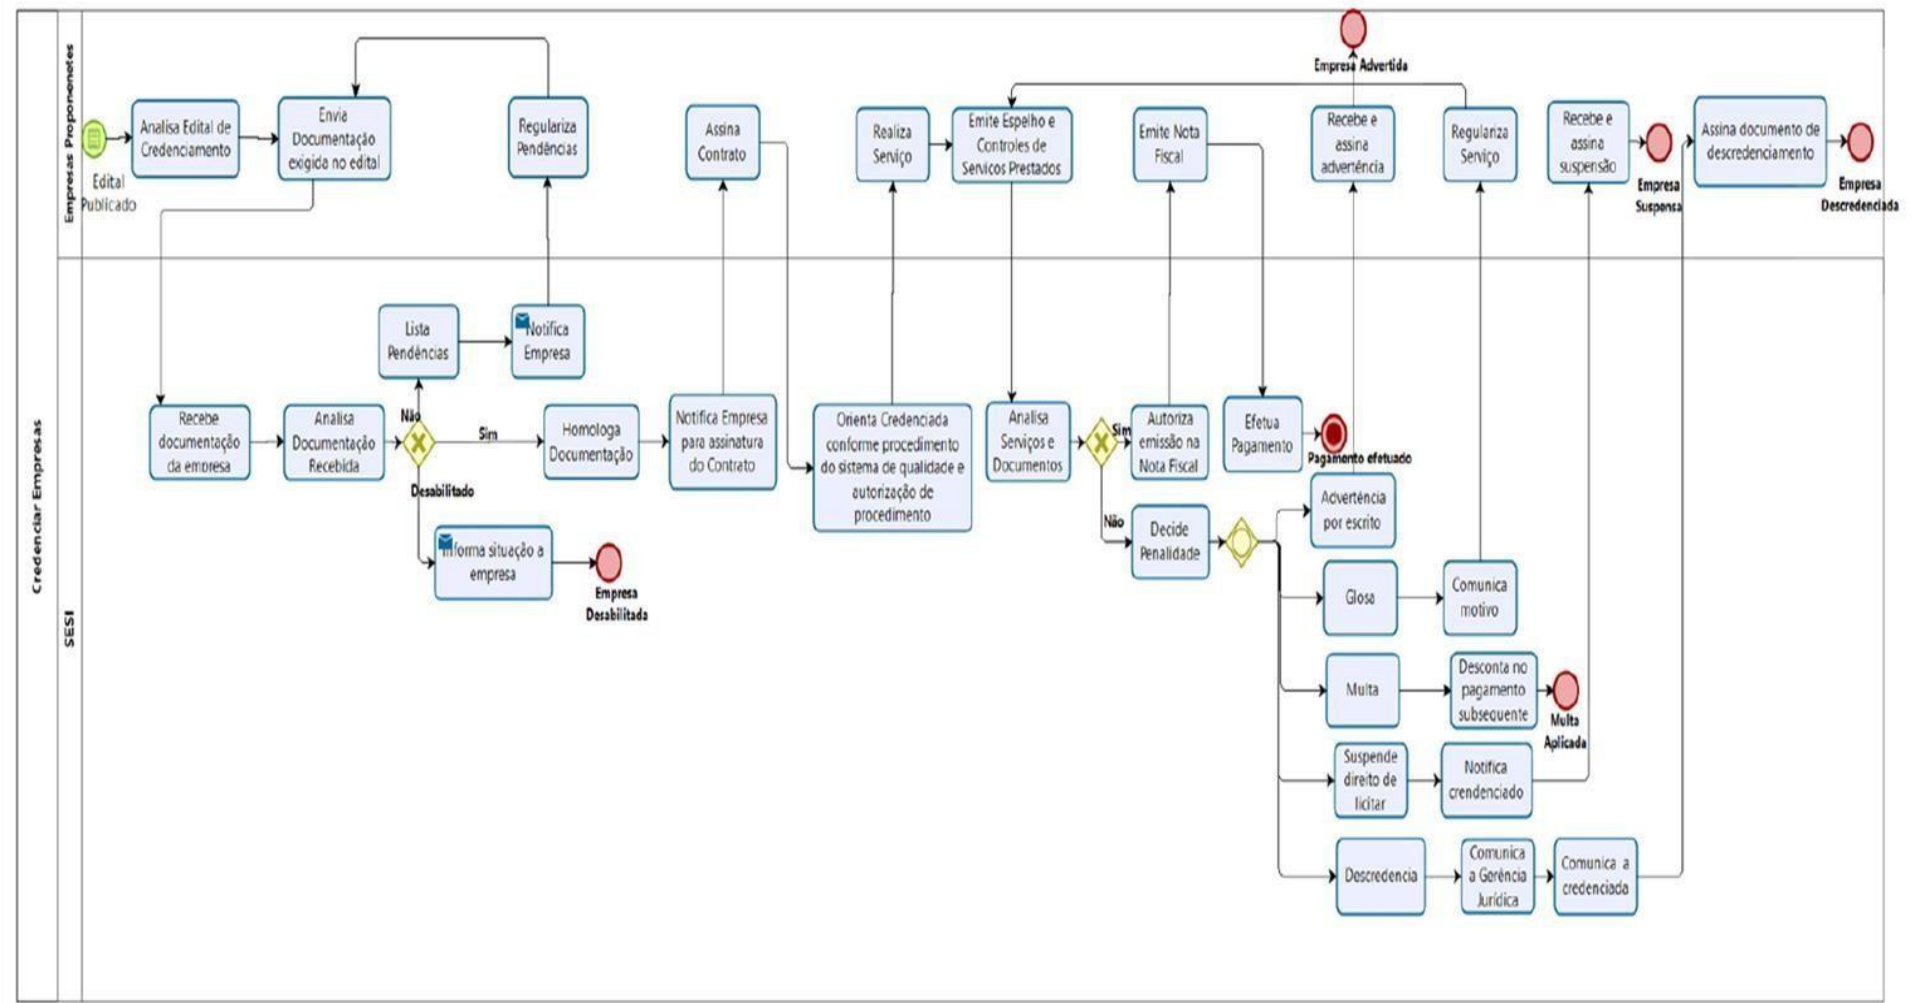 Credenciar Empresas
Empresas Proponenetes
Edital
Publicado
Analisa Edital de
Credenciamento
Envia
Documentação
exigida no edital
Regulariza
Pendências
Assina
Contrato
Realiza
Serviço
Emite Espelho e
Controles de
Servicos Prestados
Emite Nota
Fiscal
Empresa Advertida
Recebe e
assina
advertência
Regulariza
Serviço
Recebe e
assina
suspensão
Empresa
Suspensa
Assina documento de
descredenciamento
Empresa
Descredenciada
SESI
Recebe
documentação
da empresa
Analisa
Documentação
Recebida
Não
Sim
Desabilitado
Lista
Pendências
Notifica
Empresa
Informa situação a
empresa
Empresa
Desabilitada
Homologa
Documentação
Notifica Empresa
para assinatura
do Contrato
Orienta Credenciada
conforme procedimento
do sistema de qualidade e
autorização de
procedimento
Analisa
Serviços e
Documentos
Sim
Não
Autoriza
emissão na
Nota Fiscal
Efetua
Pagamento
Pagamento efetuado
Decide
Penalidade
Advertência
por escrito
Glosa
Comunica
motivo
Multa
Desconta no
pagamento
subsequente
Multa
Aplicada
Suspende
direito de
licitar
Notifica
crendenciado
Descredencia
Comunica
a Gerência
Jurídica
Comunica a
credenciada